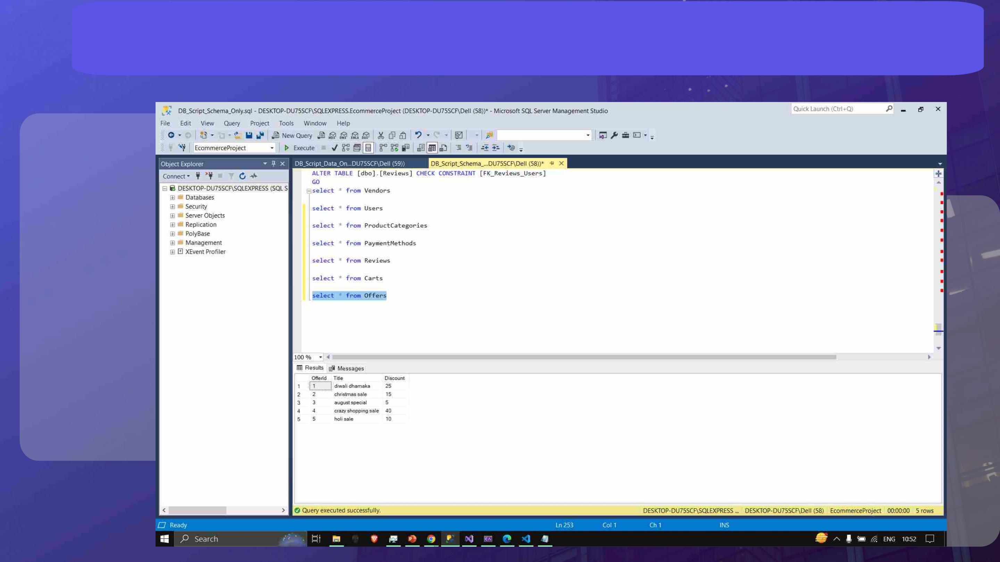 DB_Script_Schema_Only.sql - DESKTOP-DU75SCF\SQLEXPRESS.EcommerceProject (DESKTOP-DU75SCF\Dell (58))* - Microsoft SQL Server Management Studio
Quick Launch (Ctrl+Q)
File Edit View Query Project Tools Window Help
New Query
EcommerceProject Execute
Object Explorer
DB_Script_Data_On...DU75SCF\Dell (59))
DB_Script_Schema_...DU75SCF\Dell (58))*
Connect
DESKTOP-DU75SCF\SQLEXPRESS (SQL S
Databases
Security
Server Objects
Replication
PolyBase
Management
XEvent Profiler
ALTER TABLE [dbo].[Reviews] CHECK CONSTRAINT [FK_Reviews_Users]
GO
select * from Vendors
select * from Users
select * from ProductCategories
select * from PaymentMethods
select * from Reviews
select * from Carts
select * from Offers
100 %
Results Messages
OfferId Title Discount
1 1 diwali dhamaka 25
2 2 christmas sale 15
3 3 august special 5
4 4 crazy shopping sale 40
5 5 holi sale 10
Query executed successfully.
DESKTOP-DU75SCF\SQLEXPRESS ... DESKTOP-DU75SCF\Dell (58) EcommerceProject 00:00:00 5 rows
Ready Ln 253 Col 1 Ch 1 INS
Search ENG 10:52